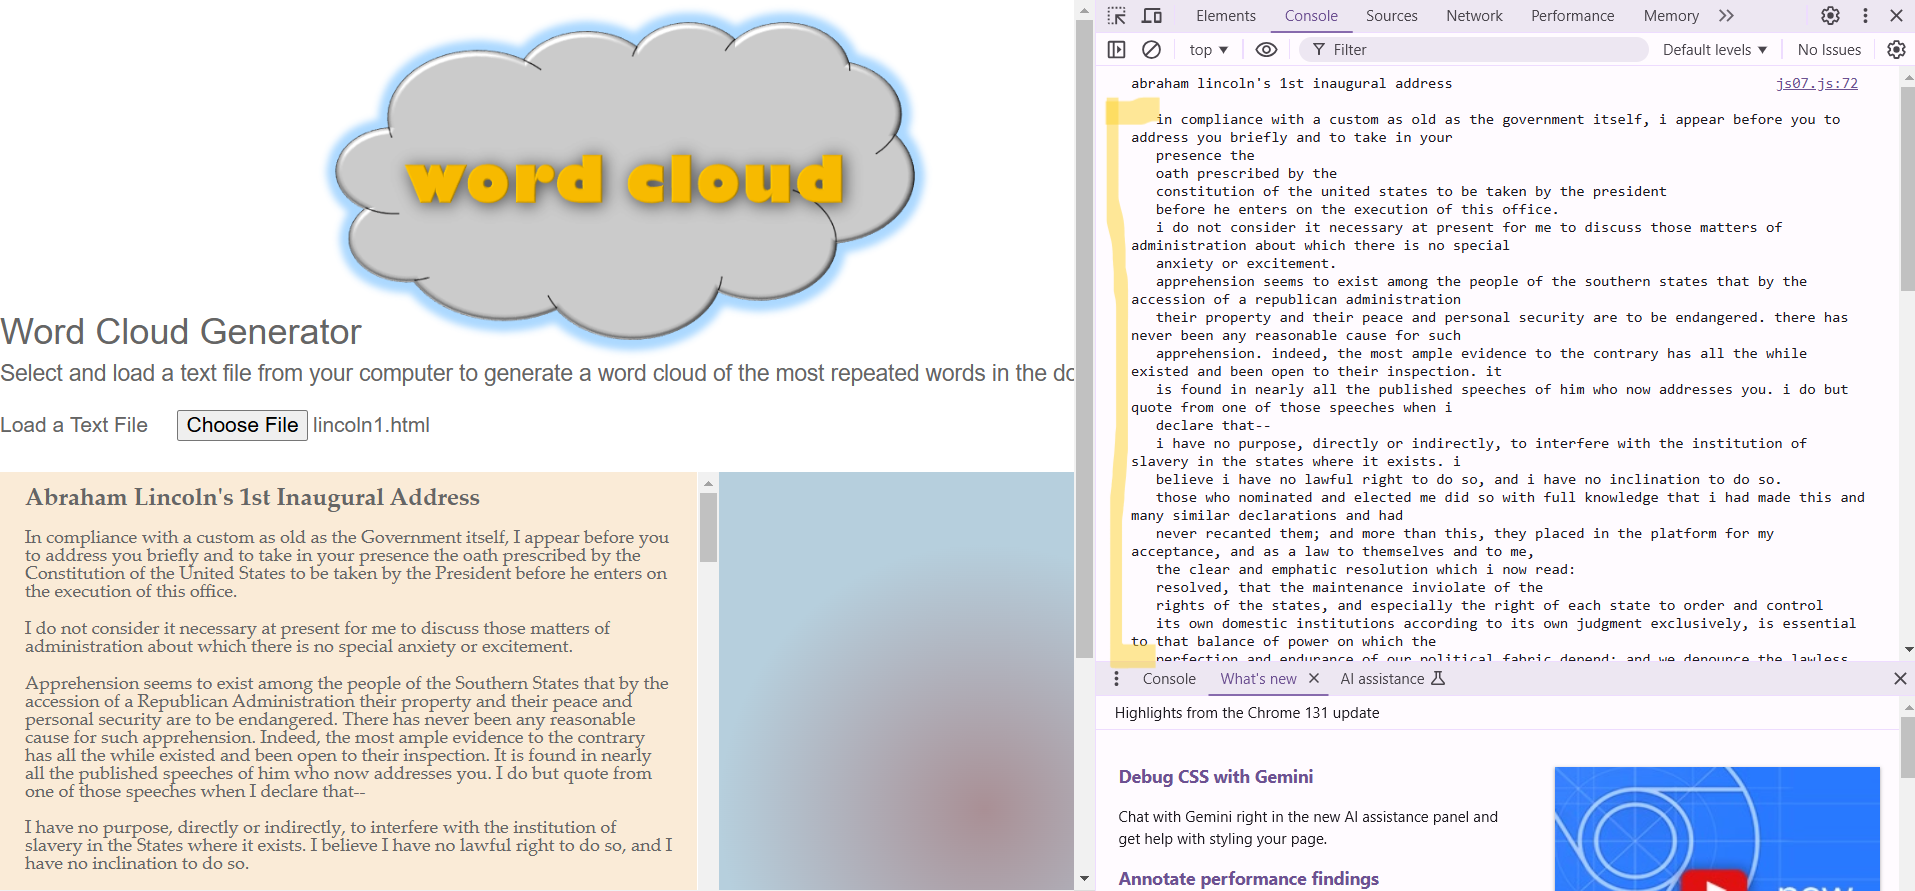 word cloud
Word Cloud Generator
Select and load a text file from your computer to generate a word cloud of the most repeated words in the
Load a Text File Choose File lincoln1.html
Abraham Lincoln's 1st Inaugural Address
In compliance with a custom as old as the Government itself, I appear before you
to address you briefly and to take in your presence the oath prescribed by the
Constitution of the United States to be taken by the President before he enters on
the execution of this office.
I do not consider it necessary at present for me to discuss those matters of
administration about which there is no special anxiety or excitement.
Apprehension seems to exist among the people of the Southern States that by the
accession of a Republican Administration their property and their peace and
personal security are to be endangered. There has never been any reasonable
cause for such apprehension. Indeed, the most ample evidence to the contrary
has all the while existed and been open to their inspection. It is found in nearly
all the published speeches of him who now addresses you. I do but quote from
one of those speeches when I declare that--
I have no purpose, directly or indirectly, to interfere with the institution of
slavery in the States where it exists. I believe I have no lawful right to do so, and I
have no inclination to do so.
Elements Console Sources Network Performance Memory
top Filter Default levels No Issues
abraham lincoln's 1st inaugural address js07.js:72
in compliance with a custom as old as the government itself, i appear before you to
address you briefly and to take in your
presence the
oath prescribed by the
constitution of the united states to be taken by the president
before he enters on the execution of this office.
i do not consider it necessary at present for me to discuss those matters of
administration about which there is no special
anxiety or excitement.
apprehension seems to exist among the people of the southern states that by the
accession of a republican administration
their property and their peace and personal security are to be endangered. there has
never been any reasonable cause for such
apprehension. indeed, the most ample evidence to the contrary has all the while
existed and been open to their inspection. it
is found in nearly all the published speeches of him who now addresses you. i do but
quote from one of those speeches when i
declare that--
i have no purpose, directly or indirectly, to interfere with the institution of
slavery in the states where it exists. i
believe i have no lawful right to do so, and i have no inclination to do so.
those who nominated and elected me did so with full knowledge that i had made this and
many similar declarations and had
never recanted them; and more than this, they placed in the platform for my
acceptance, and as a law to themselves and to me,
the clear and emphatic resolution which i now read:
resolved, that the maintenance inviolate of the
rights of the states, and especially the right of each state to order and control
its own domestic institutions according to its own judgment exclusively, is essential
to that balance of power on which the
perfection and endurance of our political fabric depend; and we denounce the lawless
Console What's new AI assistance
Highlights from the Chrome 131 update
Debug CSS with Gemini
Chat with Gemini right in the new AI assistance panel and
get help with styling your page.
Annotate performance findings
new